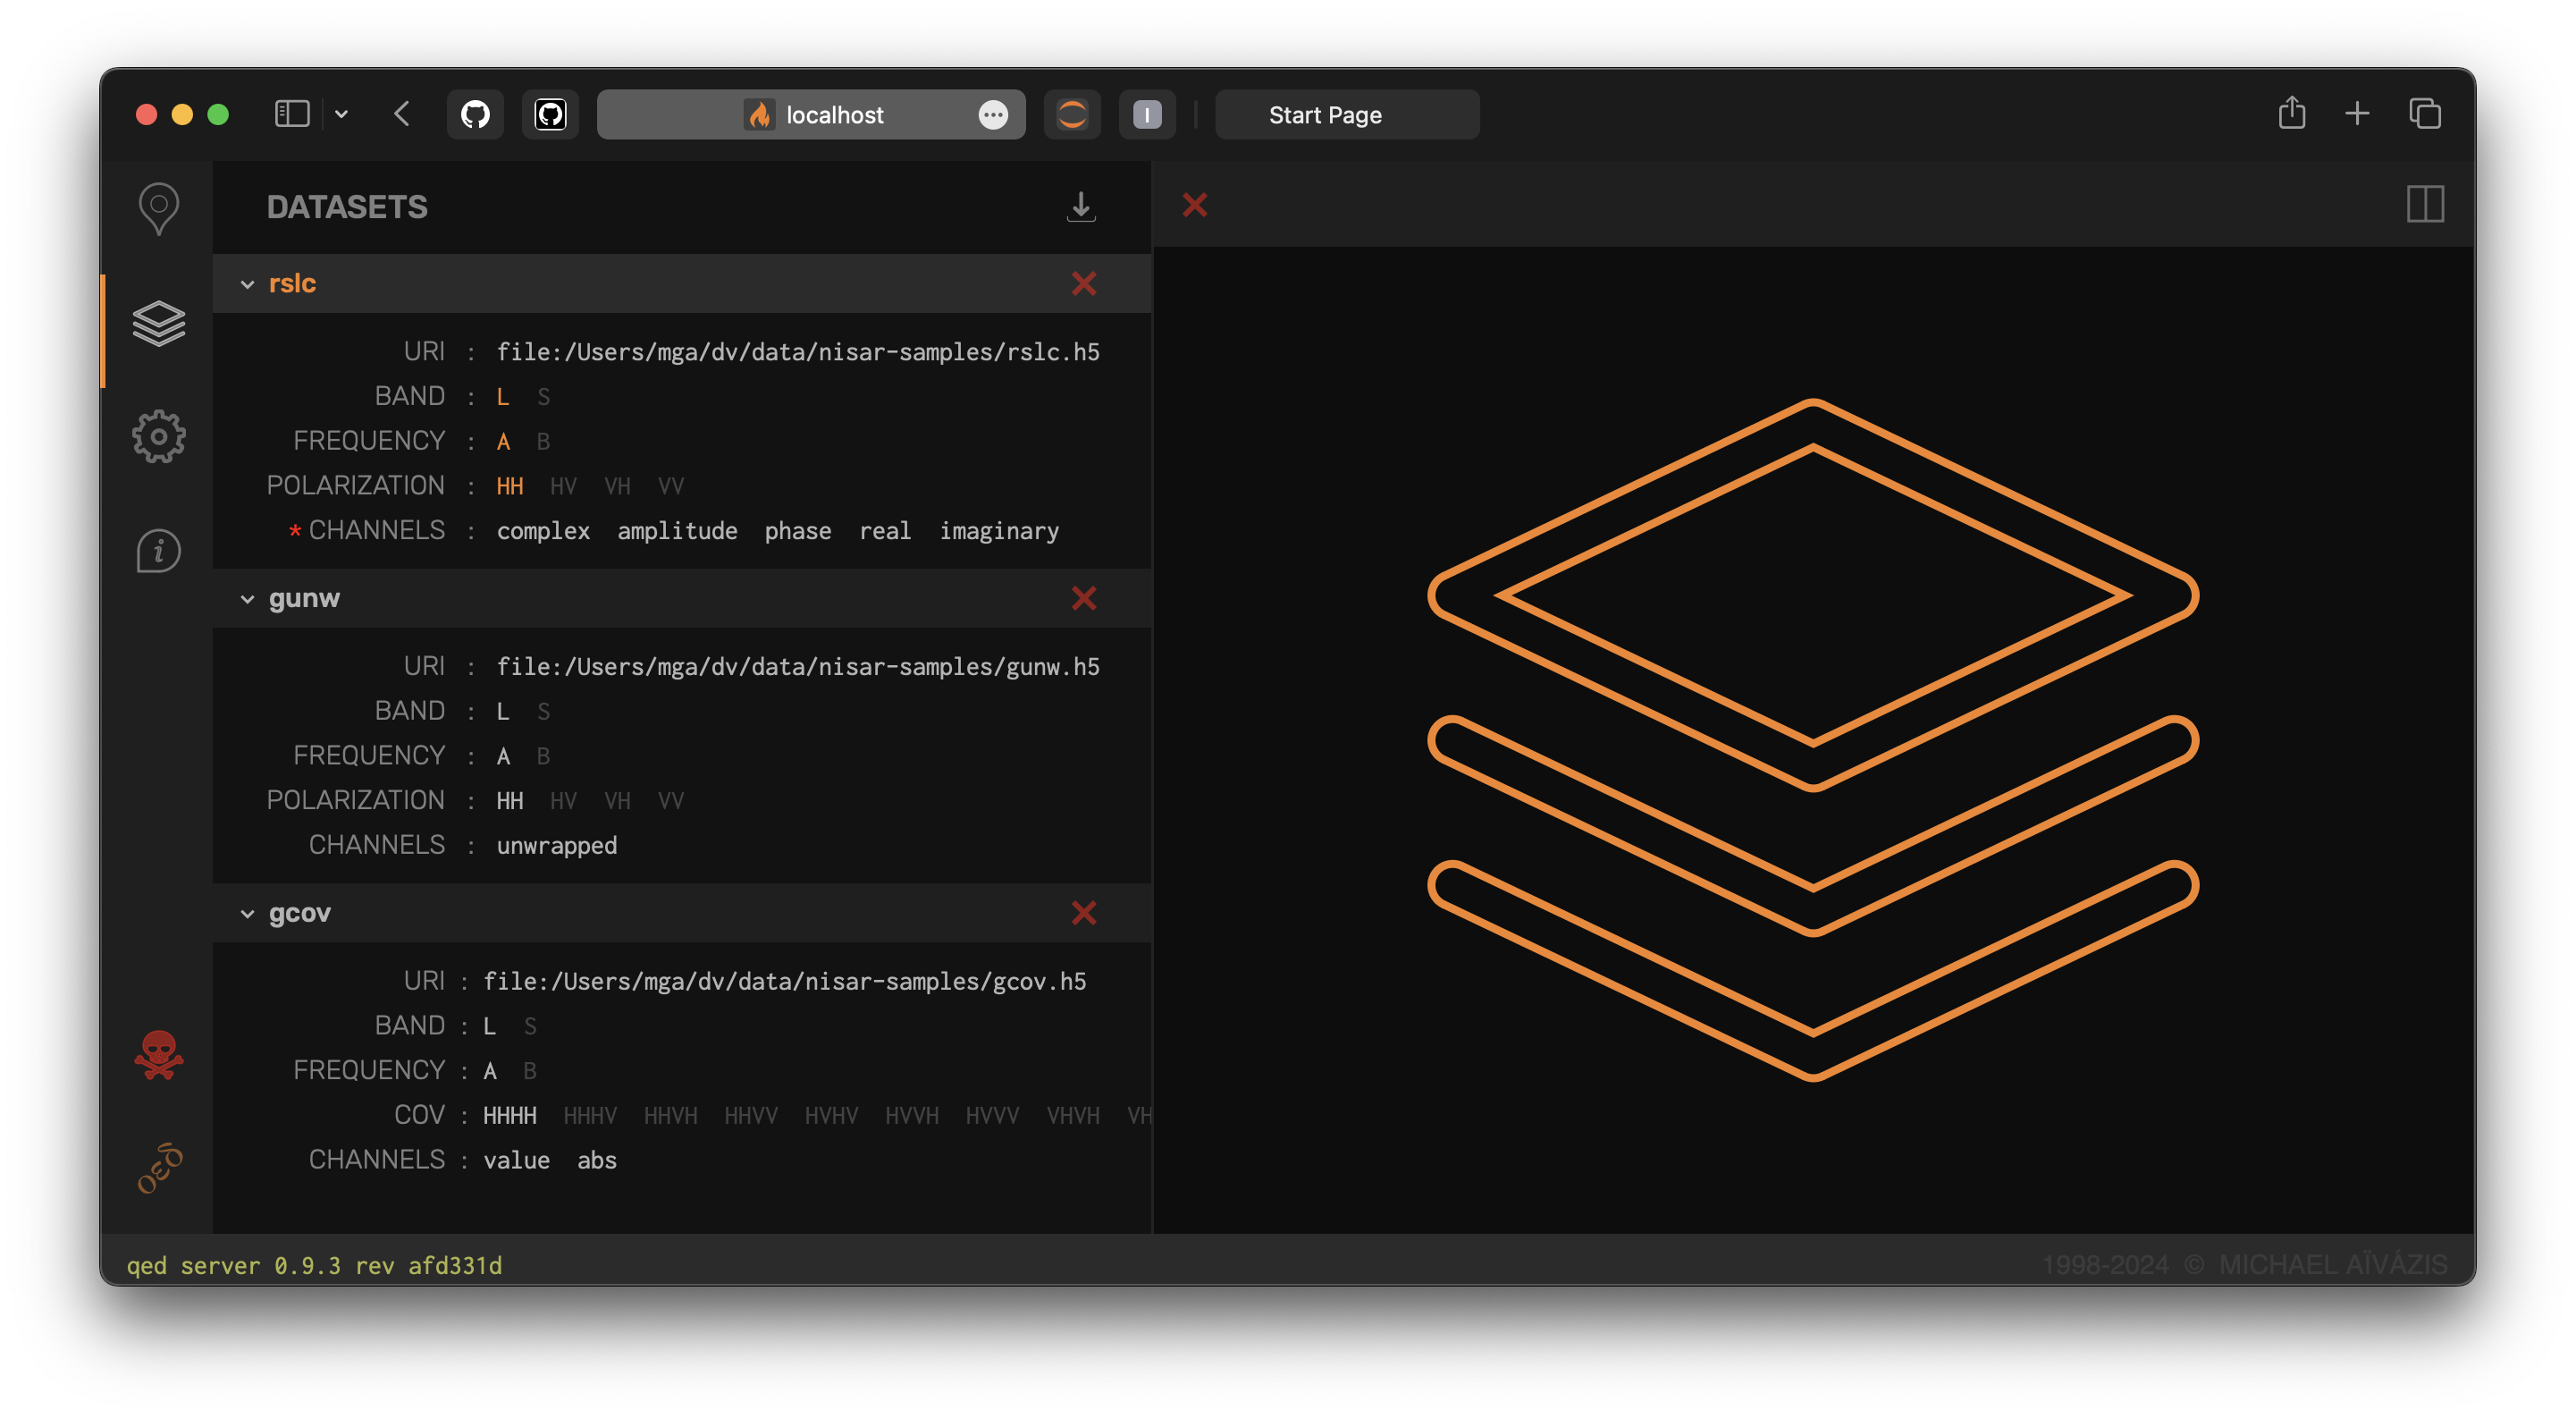 localhost
I
Start Page
DATASETS
rslc
URI : file:/Users/mga/dv/data/nisar-samples/rslc.h5
BAND : L S
FREQUENCY : A B
POLARIZATION : HH HV VH VV
* CHANNELS : complex amplitude phase real imaginary
gunw
URI : file:/Users/mga/dv/data/nisar-samples/gunw.h5
BAND : L S
FREQUENCY : A B
POLARIZATION : HH HV VH VV
CHANNELS : unwrapped
gcov
URI : file:/Users/mga/dv/data/nisar-samples/gcov.h5
BAND : L S
FREQUENCY : A B
COV : HHHH HHHV HHVH HHVV HVHV HVVH HVVV VHVH VH
CHANNELS : value abs
οεδ
qed server 0.9.3 rev afd331d
1998-2024 © MICHAEL AÏVÁZIS